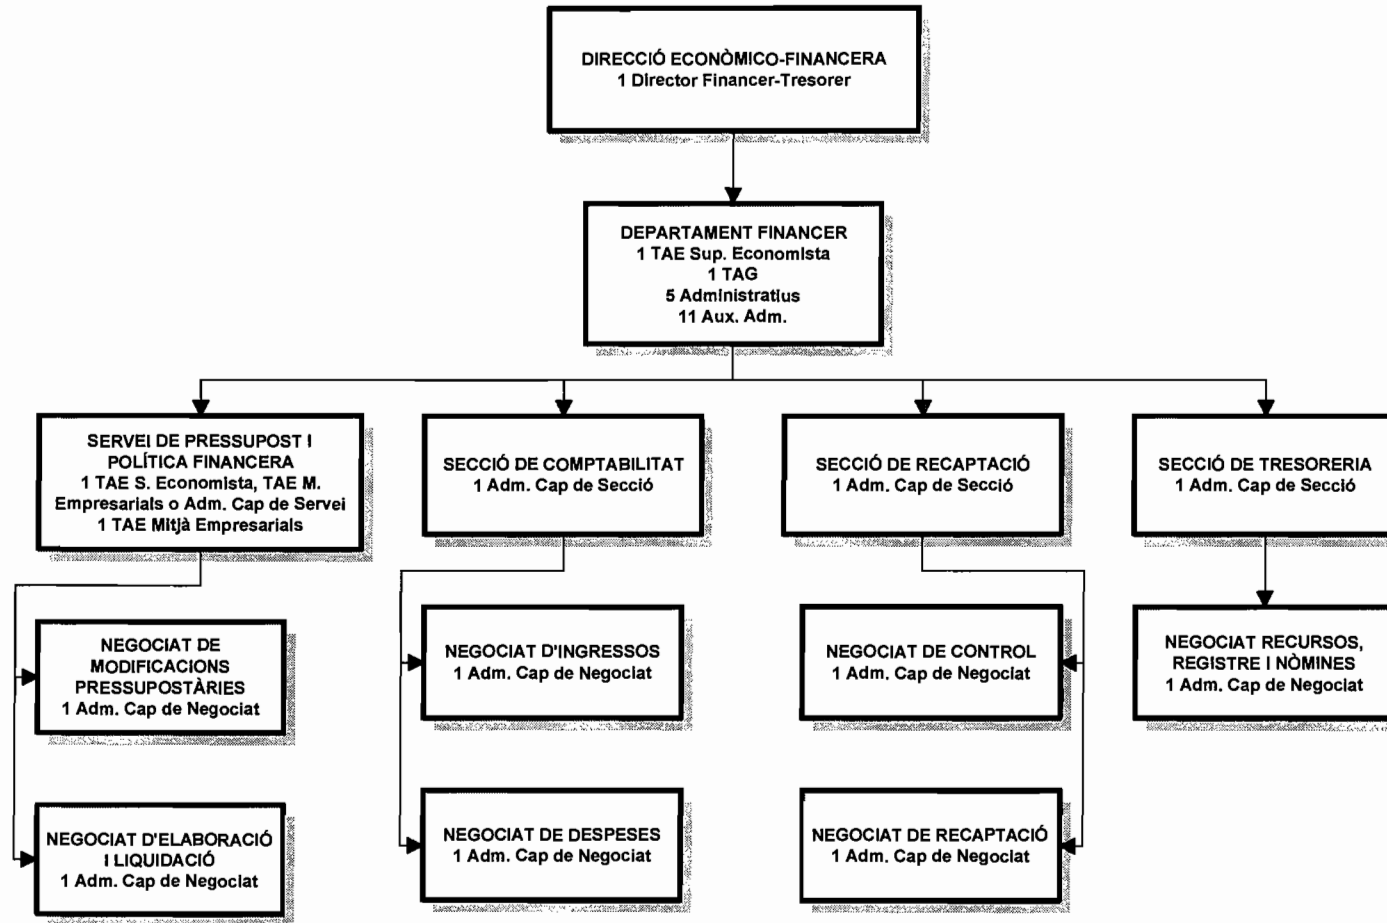 DIRECCIÓ ECONÒMICO-FINANCERA
1 Director Financer-Tresorer
DEPARTAMENT FINANCER
1 TAE Sup. Economista
1 TAG
5 Administratius
11 Aux. Adm.
SERVEI DE PRESSUPOST I
POLÍTICA FINANCERA
1 TAE S. Economista, TAE M.
Empresarials o Adm. Cap de Servei
1 TAE Mitjà Empresarials
SECCIÓ DE COMPTABILITAT
1 Adm. Cap de Secció
SECCIÓ DE RECAPTACIÓ
1 Adm. Cap de Secció
SECCIÓ DE TRESORERIA
1 Adm. Cap de Secció
NEGOCIAT DE
MODIFICACIONS
PRESSUPOSTÀRIES
1 Adm. Cap de Negociat
NEGOCIAT D'INGRESSOS
1 Adm. Cap de Negociat
NEGOCIAT DE CONTROL
1 Adm. Cap de Negociat
NEGOCIAT RECURSOS,
REGISTRE I NÒMINES
1 Adm. Cap de Negociat
NEGOCIAT D'ELABORACIÓ
I LIQUIDACIÓ
1 Adm. Cap de Negociat
NEGOCIAT DE DESPESES
1 Adm. Cap de Negociat
NEGOCIAT DE RECAPTACIÓ
1 Adm. Cap de Negociat